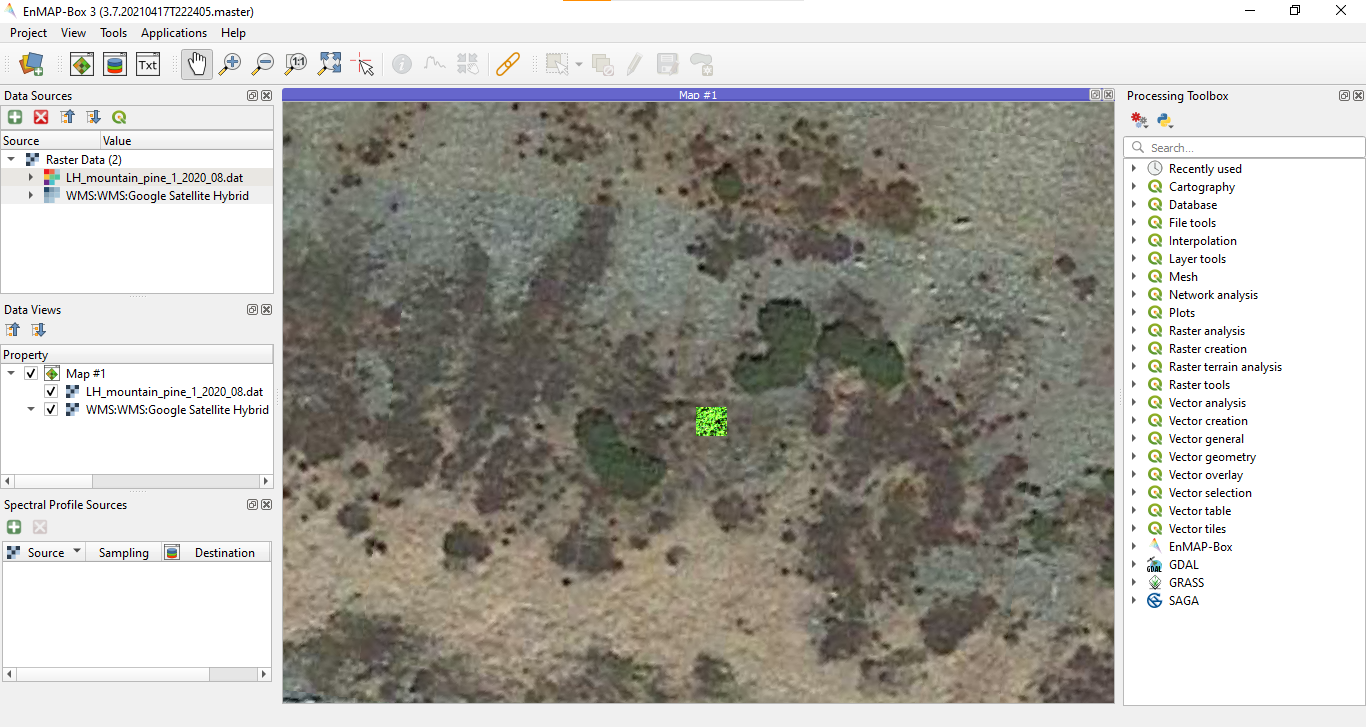 EnMAP-Box 3 (3.7.20210417T222405.master)
Project View Tools Applications Help
Txt 1:1
Data Sources
Source Value
Raster Data (2)
LH_mountain_pine_1_2020_08.dat
WMS:WMS:Google Satellite Hybrid
Data Views
Property
Map #1
LH_mountain_pine_1_2020_08.dat
WMS:WMS:Google Satellite Hybrid
Spectral Profile Sources
Source Sampling Destination
Map #1
Processing Toolbox
Search...
Recently used
Cartography
Database
File tools
Interpolation
Layer tools
Mesh
Network analysis
Plots
Raster analysis
Raster creation
Raster terrain analysis
Raster tools
Vector analysis
Vector creation
Vector general
Vector geometry
Vector overlay
Vector selection
Vector table
Vector tiles
EnMAP-Box
GDAL
GDAL
GRASS
SAGA